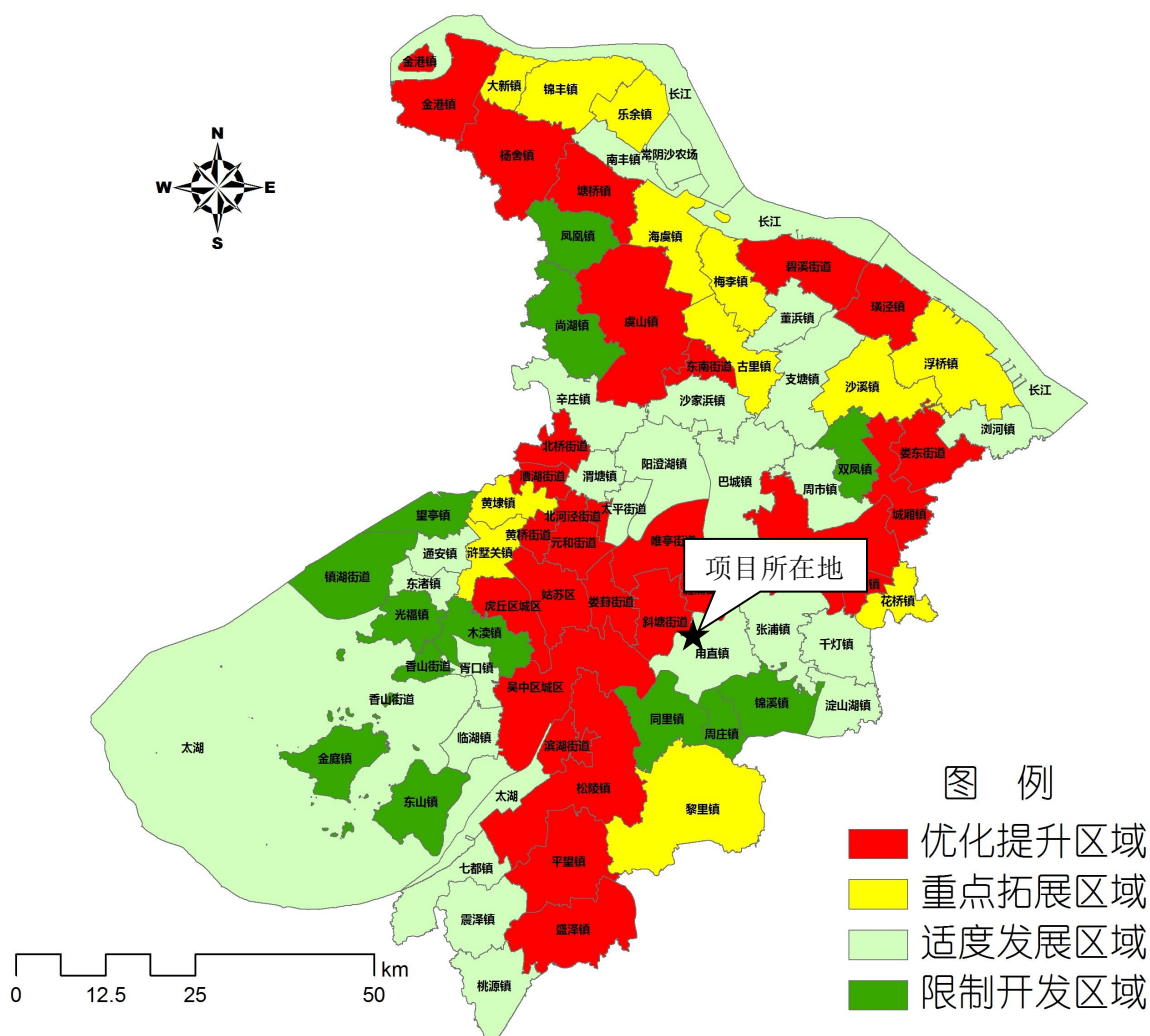 金港镇
金港镇
大新镇
锦丰镇
乐余镇
长江
N
W
E
S
杨舍镇
南丰镇
常阴沙农场
塘桥镇
凤凰镇
海虞镇
长江
碧溪街道
梅李镇
璜泾镇
董浜镇
尚湖镇
虞山镇
东南街道
古里镇
支塘镇
沙溪镇
浮桥镇
长江
辛庄镇
沙家浜镇
浏河镇
北桥街道
阳澄湖镇
巴城镇
双凤镇
娄东街道
漕湖街道
渭塘镇
周市镇
黄埭镇
太平街道
望亭镇
北河泾街道
城厢镇
黄桥街道
元和街道
唯亭街道
通安镇
浒墅关镇
项目所在地
镇湖街道
东渚镇
镇
花桥镇
光福镇
虎丘区城区
姑苏区
娄葑街道
斜塘街道
木渎镇
甪直镇
张浦镇
千灯镇
香山街道
胥口镇
吴中区城区
香山街道
同里镇
锦溪镇
淀山湖镇
周庄镇
太湖
临湖镇
滨湖街道
金庭镇
松陵镇
东山镇
太湖
黎里镇
七都镇
平望镇
震泽镇
盛泽镇
桃源镇
图 例
优化提升区域
重点拓展区域
适度发展区域
限制开发区域
km
0 12.5 25 50